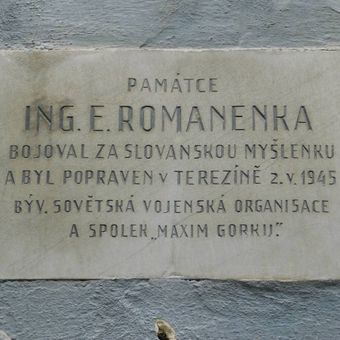 PAMÁTCE
ING. E. ROMANENKA
BOJOVAL ZA SLOVANSKOU MYŠLENKU
A BYL POPRAVEN V TEREZÍNĚ 2. V. 1945
BÝV. SOVĚTSKÁ VOJENSKÁ ORGANISACE
A SPOLEK „MAXIM GORKIJ."